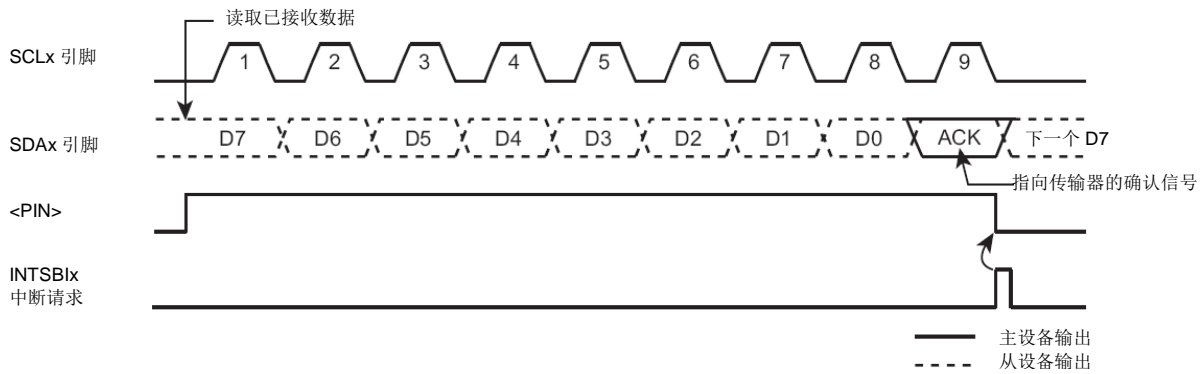 读取已接收数据
SCLx 引脚
1 2 3 4 5 6 7 8 9
SDAx 引脚
D7 D6 D5 D4 D3 D2 D1 D0 ACK 下一个 D7
指向传输器的确认信号
<PIN>
INTSBIx
中断请求
主设备输出
从设备输出